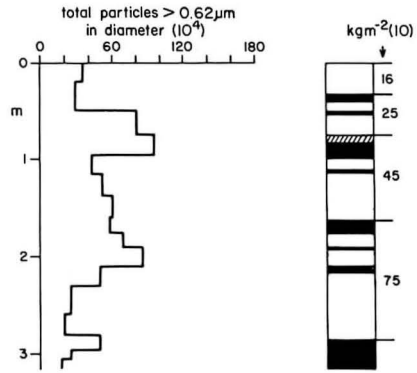 total particles > 0.62µm
in diameter (10⁴)
0 60 120 180
0
m
1
2
3
kgm⁻²(10)
16
25
45
75